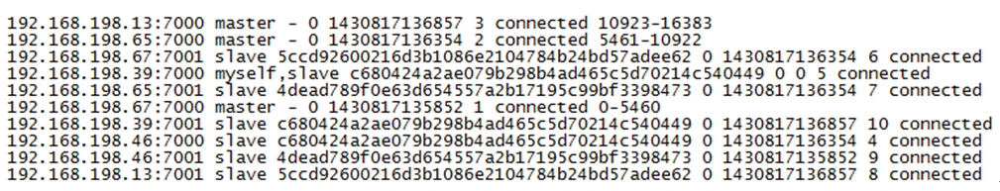 192.168.198.13:7000 master - 0 1430817136857 3 connected 10923-16383
192.168.198.65:7000 master - 0 1430817136354 2 connected 5461-10922
192.168.198.67:7001 slave 5ccd92600216d3b1086e2104784b24bd57adee62 0 1430817136354 6 connected
192.168.198.39:7000 myself,slave c680424a2ae079b298b4ad465c5d70214c540449 0 0 5 connected
192.168.198.65:7001 slave 4dead789f0e63d654557a2b17195c99bf3398473 0 1430817136354 7 connected
192.168.198.67:7000 master - 0 1430817135852 1 connected 0-5460
192.168.198.39:7001 slave c680424a2ae079b298b4ad465c5d70214c540449 0 1430817136857 10 connected
192.168.198.46:7000 slave c680424a2ae079b298b4ad465c5d70214c540449 0 1430817136354 4 connected
192.168.198.46:7001 slave 4dead789f0e63d654557a2b17195c99bf3398473 0 1430817135852 9 connected
192.168.198.13:7001 slave 5ccd92600216d3b1086e2104784b24bd57adee62 0 1430817136857 8 connected